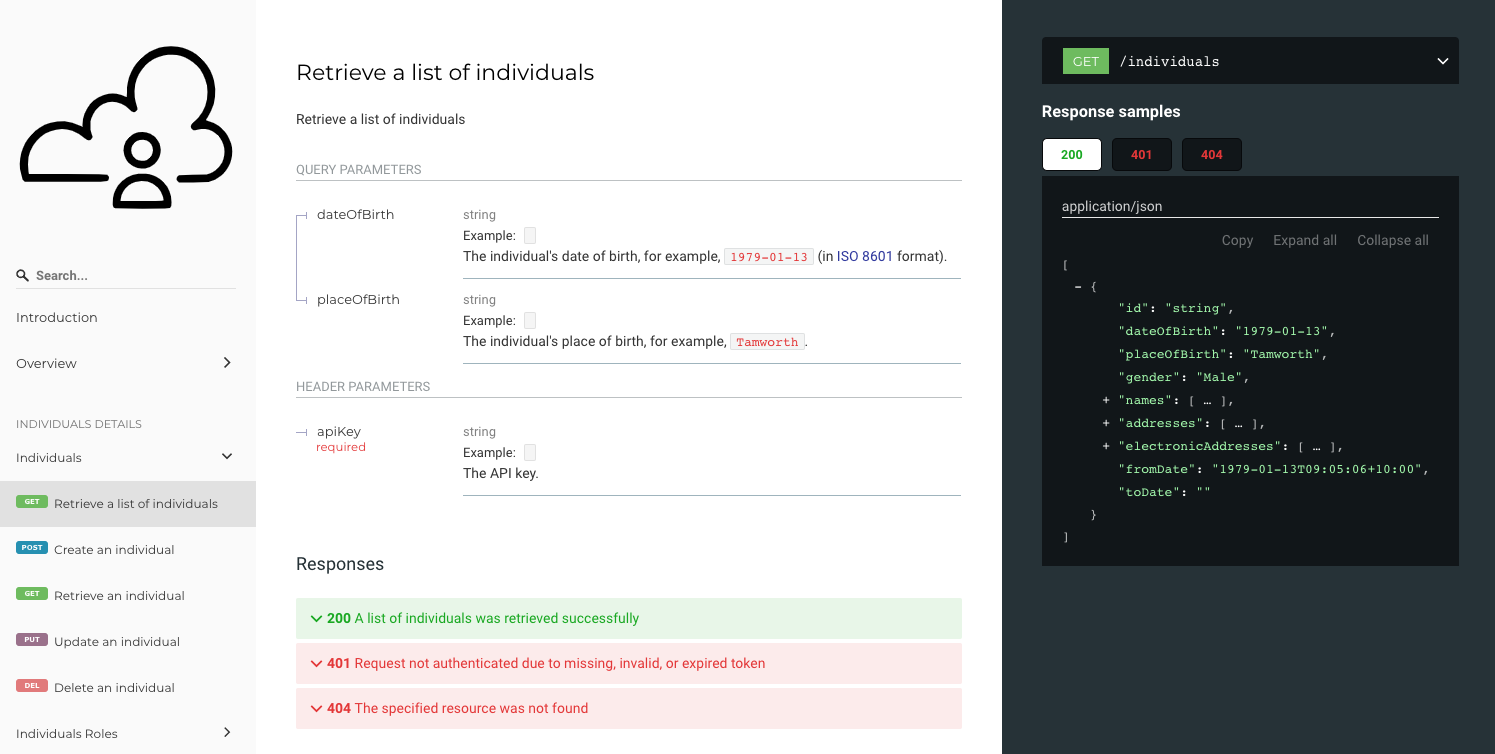 Search...
Introduction
Overview
INDIVIDUALS DETAILS
Individuals
GET Retrieve a list of individuals
POST Create an individual
GET Retrieve an individual
PUT Update an individual
DEL Delete an individual
Individuals Roles
Retrieve a list of individuals
Retrieve a list of individuals
QUERY PARAMETERS
dateOfBirth string
Example:
The individual's date of birth, for example, 1979-01-13 (in ISO 8601 format).
placeOfBirth string
Example:
The individual's place of birth, for example, Tamworth.
HEADER PARAMETERS
apiKey string
required
Example:
The API key.
Responses
200 A list of individuals was retrieved successfully
401 Request not authenticated due to missing, invalid, or expired token
404 The specified resource was not found
GET /individuals
Response samples
200 401 404
application/json
Copy Expand all Collapse all
[
- {
"id": "string",
"dateOfBirth": "1979-01-13",
"placeOfBirth": "Tamworth",
"gender": "Male",
+ "names": [ … ],
+ "addresses": [ … ],
+ "electronicAddresses": [ … ],
"fromDate": "1979-01-13T09:05:06+10:00",
"toDate": ""
}
]